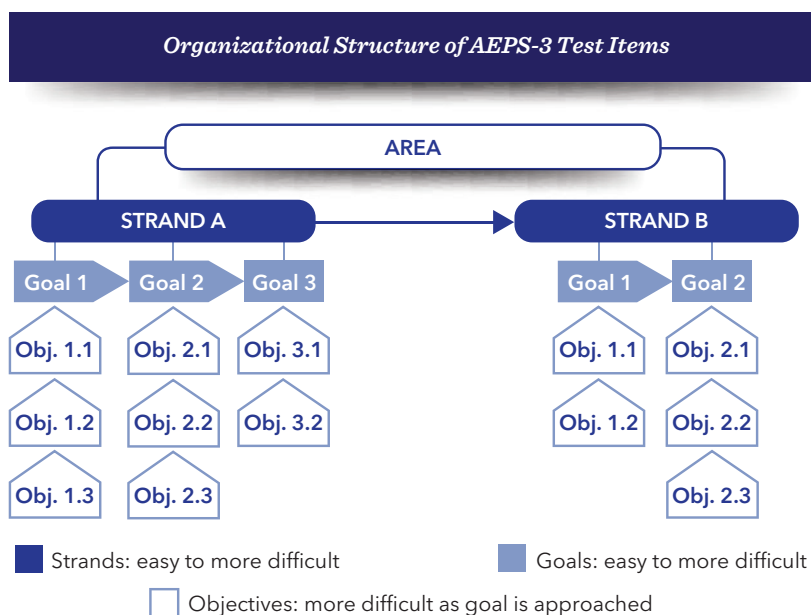 Organizational Structure of AEPS-3 Test Items
AREA
STRAND A
STRAND B
Goal 1
Goal 2
Goal 3
Goal 1
Goal 2
Obj. 1.1
Obj. 2.1
Obj. 3.1
Obj. 1.1
Obj. 2.1
Obj. 1.2
Obj. 2.2
Obj. 3.2
Obj. 1.2
Obj. 2.2
Obj. 1.3
Obj. 2.3
Obj. 2.3
Strands: easy to more difficult
Goals: easy to more difficult
Objectives: more difficult as goal is approached